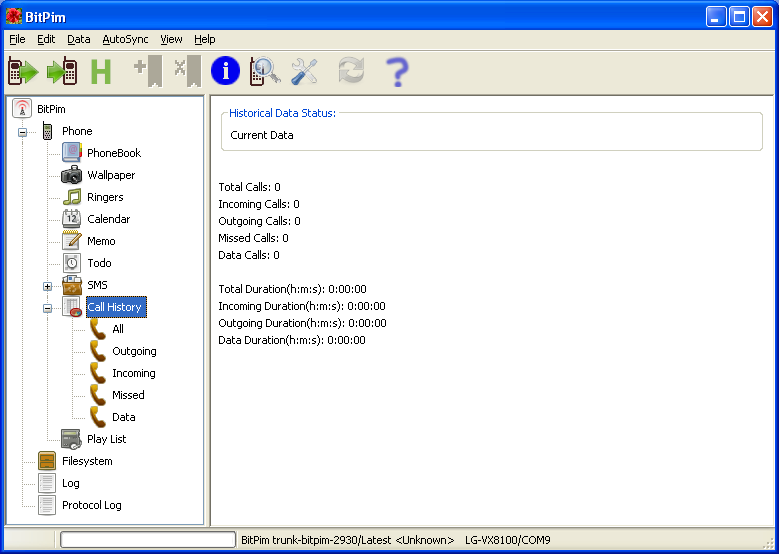 BitPim
File Edit Data AutoSync View Help
H i ?
BitPim
Phone
PhoneBook
Wallpaper
Ringers
12 Calendar
Memo
Todo
SMS
Call History
All
Outgoing
Incoming
Missed
Data
Play List
Filesystem
Log
Protocol Log
Historical Data Status:
Current Data
Total Calls: 0
Incoming Calls: 0
Outgoing Calls: 0
Missed Calls: 0
Data Calls: 0
Total Duration(h:m:s): 0:00:00
Incoming Duration(h:m:s): 0:00:00
Outgoing Duration(h:m:s): 0:00:00
Data Duration(h:m:s): 0:00:00
BitPim trunk-bitpim-2930/Latest <Unknown> LG-VX8100/COM9